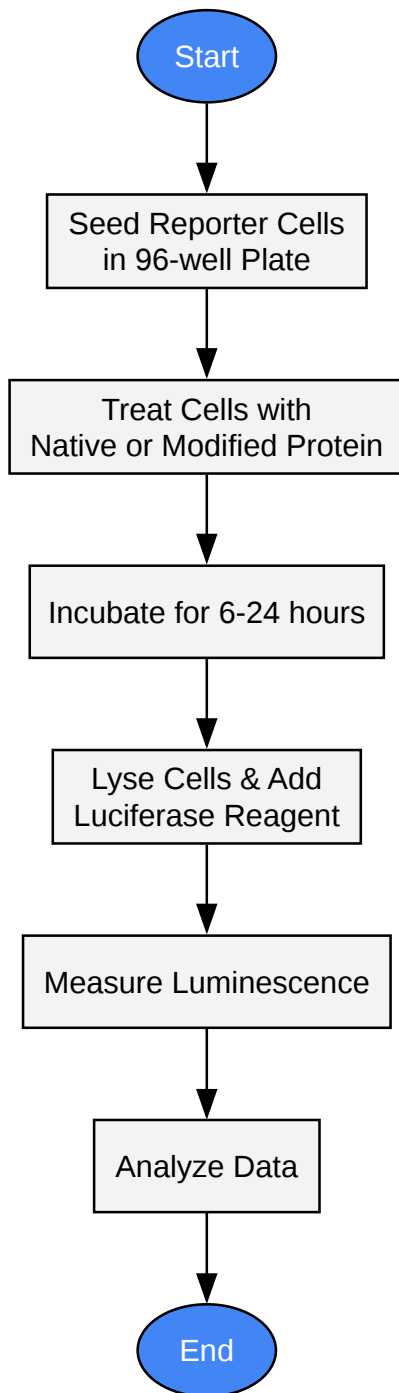 Start
Seed Reporter Cells
in 96-well Plate
Treat Cells with
Native or Modified Protein
Incubate for 6-24 hours
Lyse Cells & Add
Luciferase Reagent
Measure Luminescence
Analyze Data
End